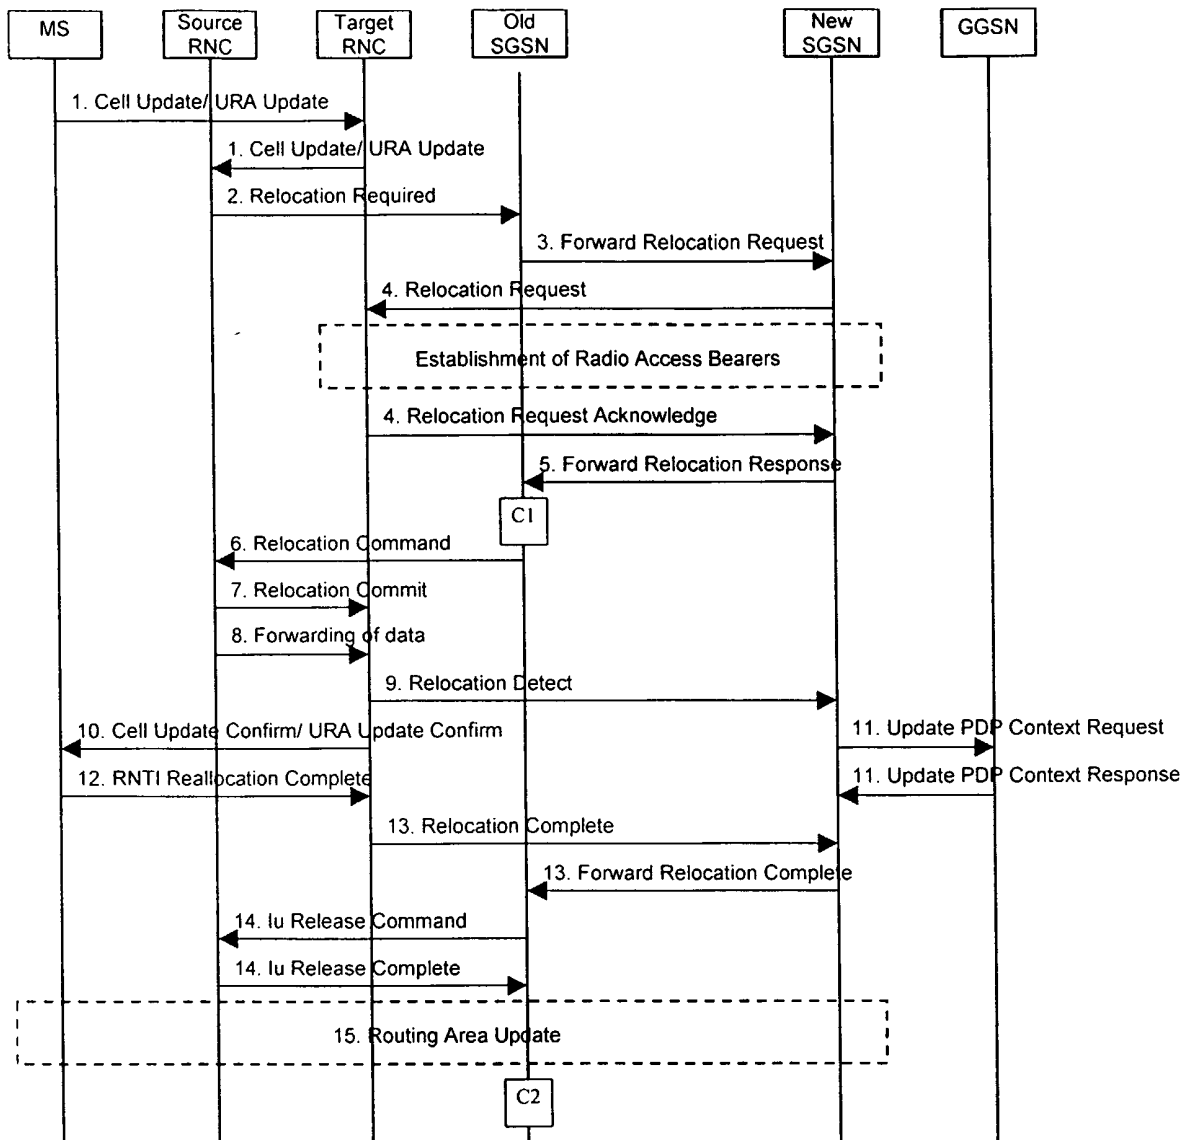 MS
Source
RNC
Target
RNC
Old
SGSN
New
SGSN
GGSN
1. Cell Update/ URA Update
1. Cell Update/ URA Update
2. Relocation Required
3. Forward Relocation Request
4. Relocation Request
Establishment of Radio Access Bearers
4. Relocation Request Acknowledge
5. Forward Relocation Response
C1
6. Relocation Command
7. Relocation Commit
8. Forwarding of data
9. Relocation Detect
10. Cell Update Confirm/ URA Update Confirm
11. Update PDP Context Request
12. RNTI Reallocation Complete
11. Update PDP Context Response
13. Relocation Complete
13. Forward Relocation Complete
14. Iu Release Command
14. Iu Release Complete
15. Routing Area Update
C2